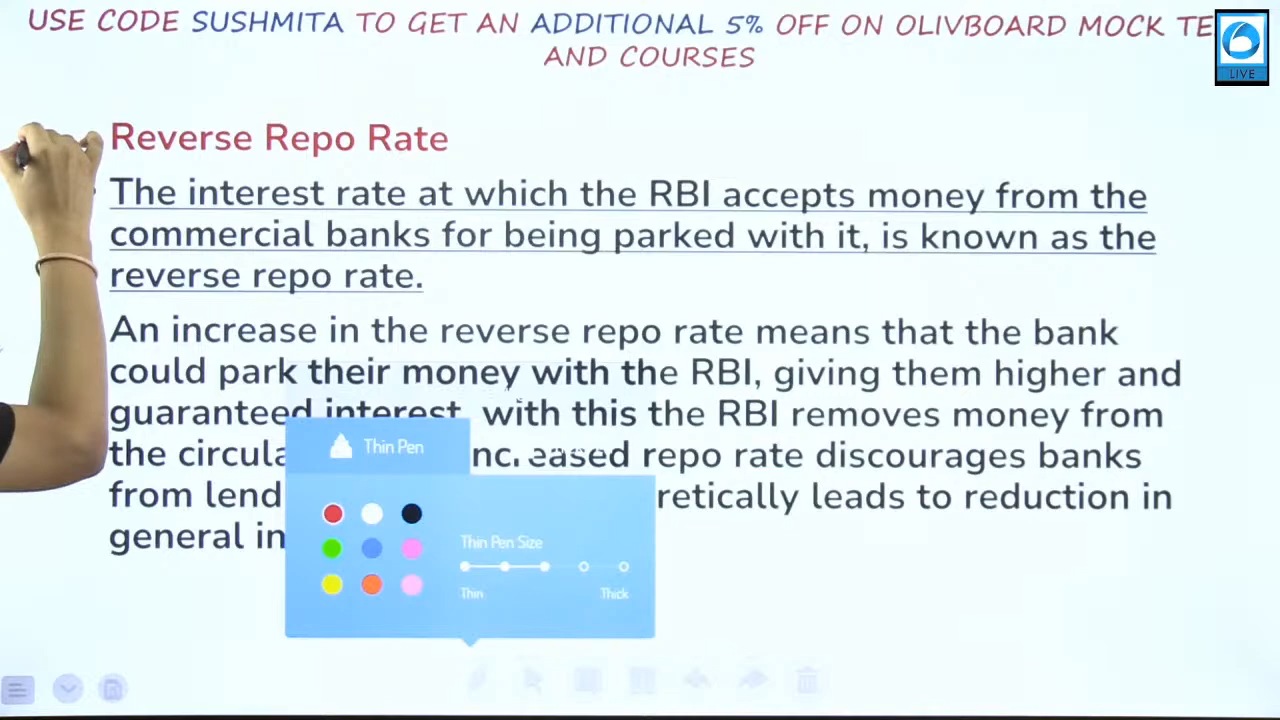 USE CODE SUSHMITA TO GET AN ADDITIONAL 5% OFF ON OLIVBOARD MOCK TE
AND COURSES
LIVE
Reverse Repo Rate
The interest rate at which the RBI accepts money from the
commercial banks for being parked with it, is known as the
reverse repo rate.
An increase in the reverse repo rate means that the bank
could park their money with the RBI, giving them higher and
guaranteed interest, with this the RBI removes money from
the circula eased repo rate discourages banks
from lend retically leads to reduction in
general in
Thin Pen
Thin Pen Size
Thin Thick